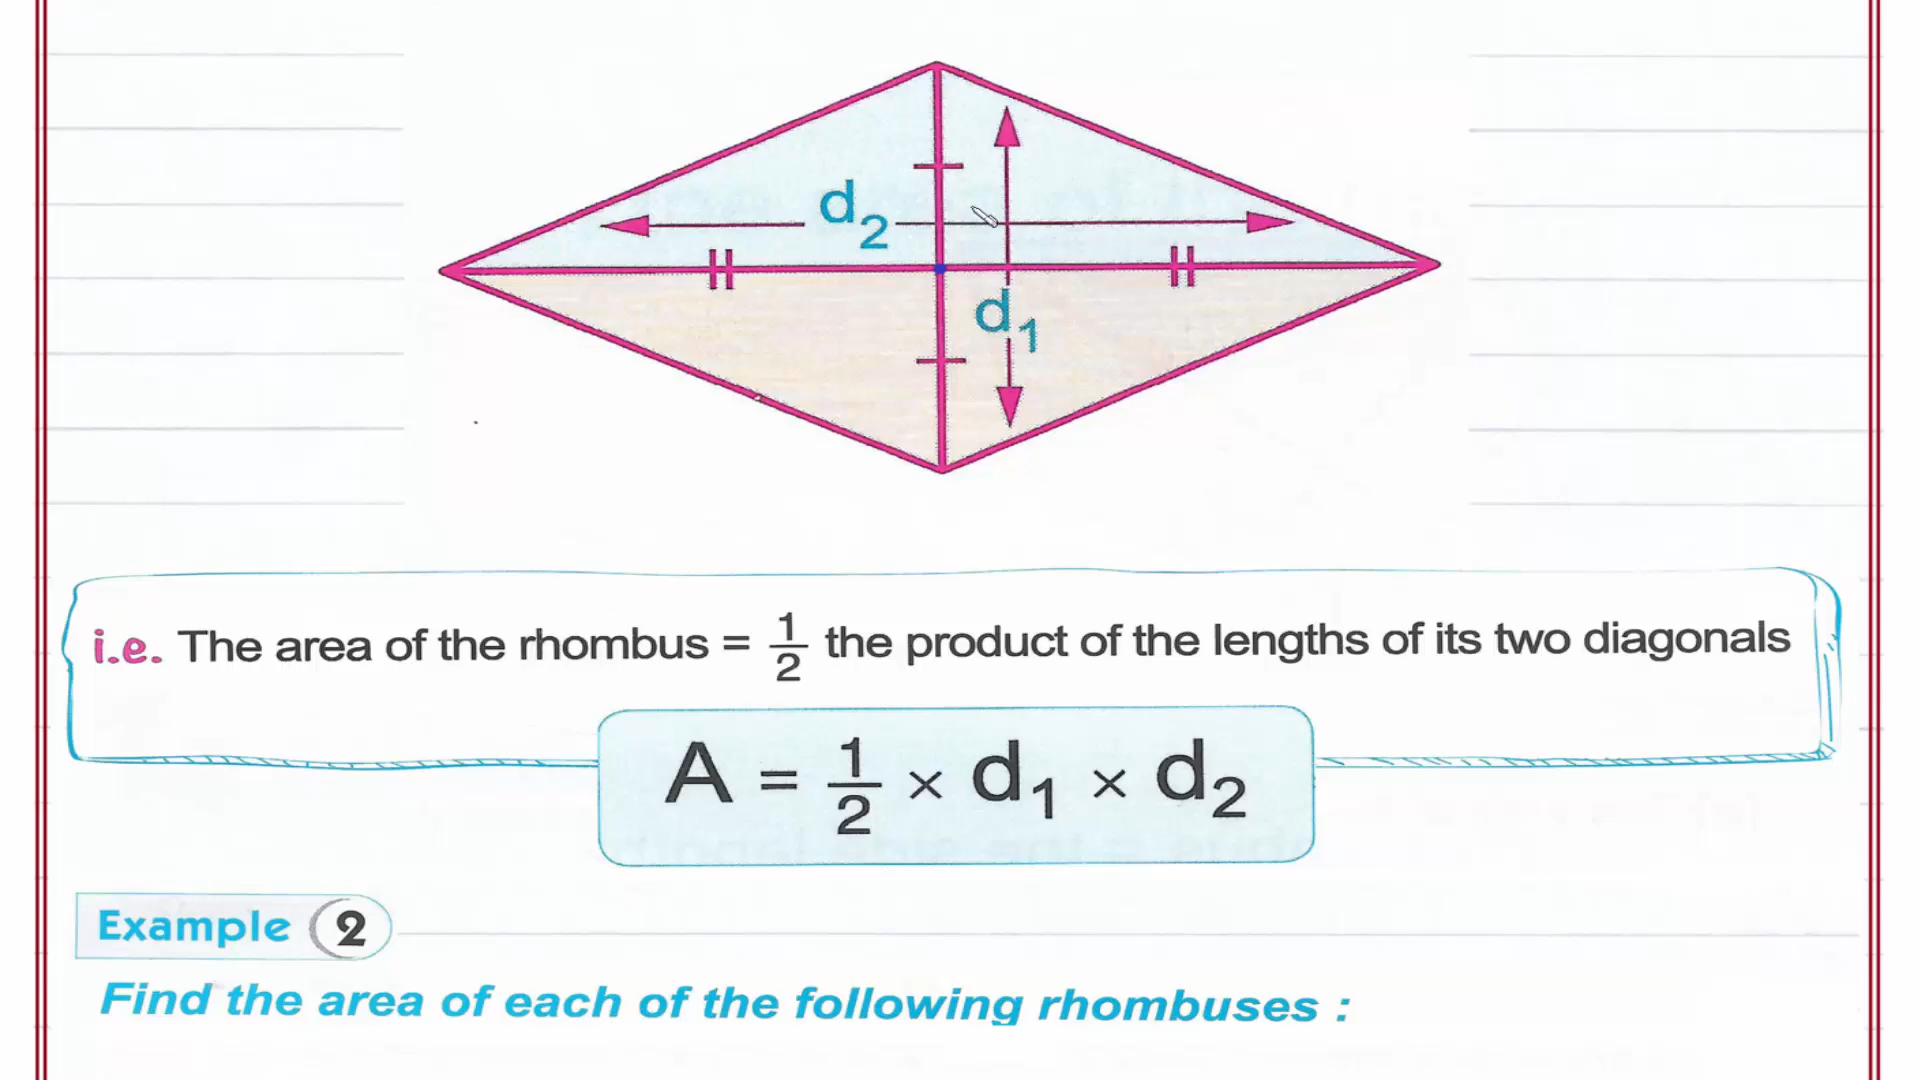 d2
d1
i.e. The area of the rhombus = 1/2 the product of the lengths of its two diagonals
A = 1/2 × d1 × d2
Example 2
Find the area of each of the following rhombuses :